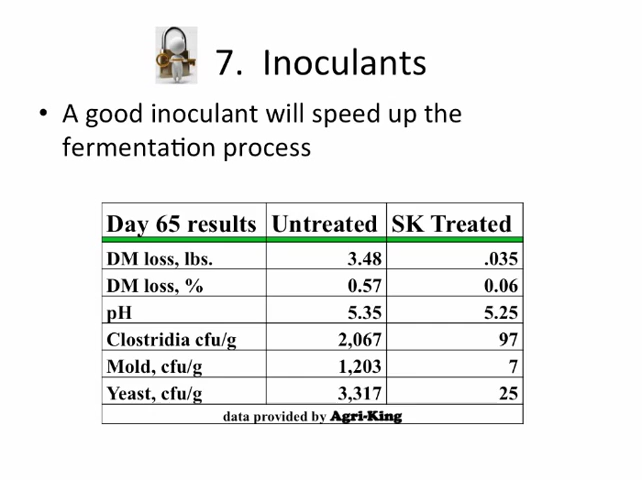 7. Inoculants
• A good inoculant will speed up the
fermentation process
Day 65 results Untreated SK Treated
DM loss, lbs. 3.48 .035
DM loss, % 0.57 0.06
pH 5.35 5.25
Clostridia cfu/g 2,067 97
Mold, cfu/g 1,203 7
Yeast, cfu/g 3,317 25
data provided by Agri-King